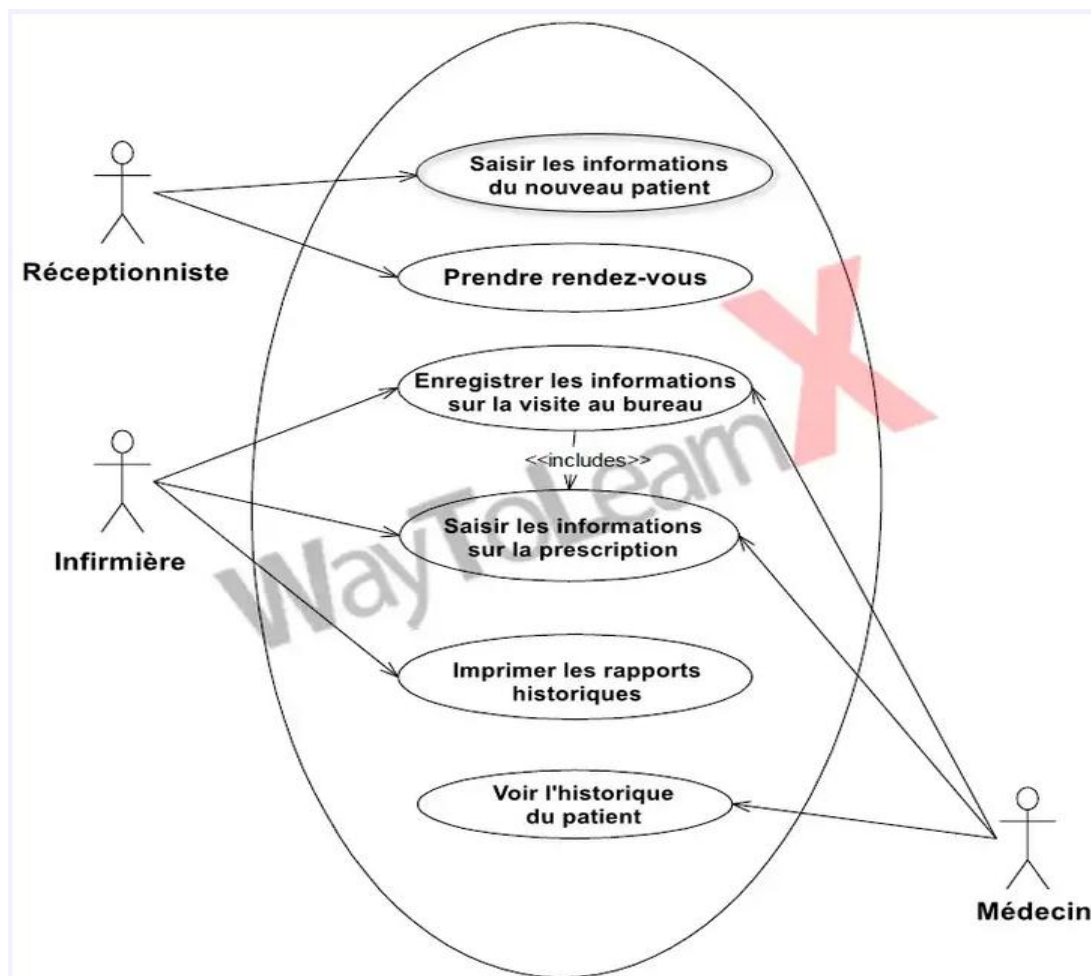 Saisir les informations
du nouveau patient
Réceptionniste
Prendre rendez-vous
Enregistrer les informations
sur la visite au bureau
<<includes>>
Infirmière
Saisir les informations
sur la prescription
WayToLearnX
Imprimer les rapports
historiques
Voir l'historique
du patient
Médecin